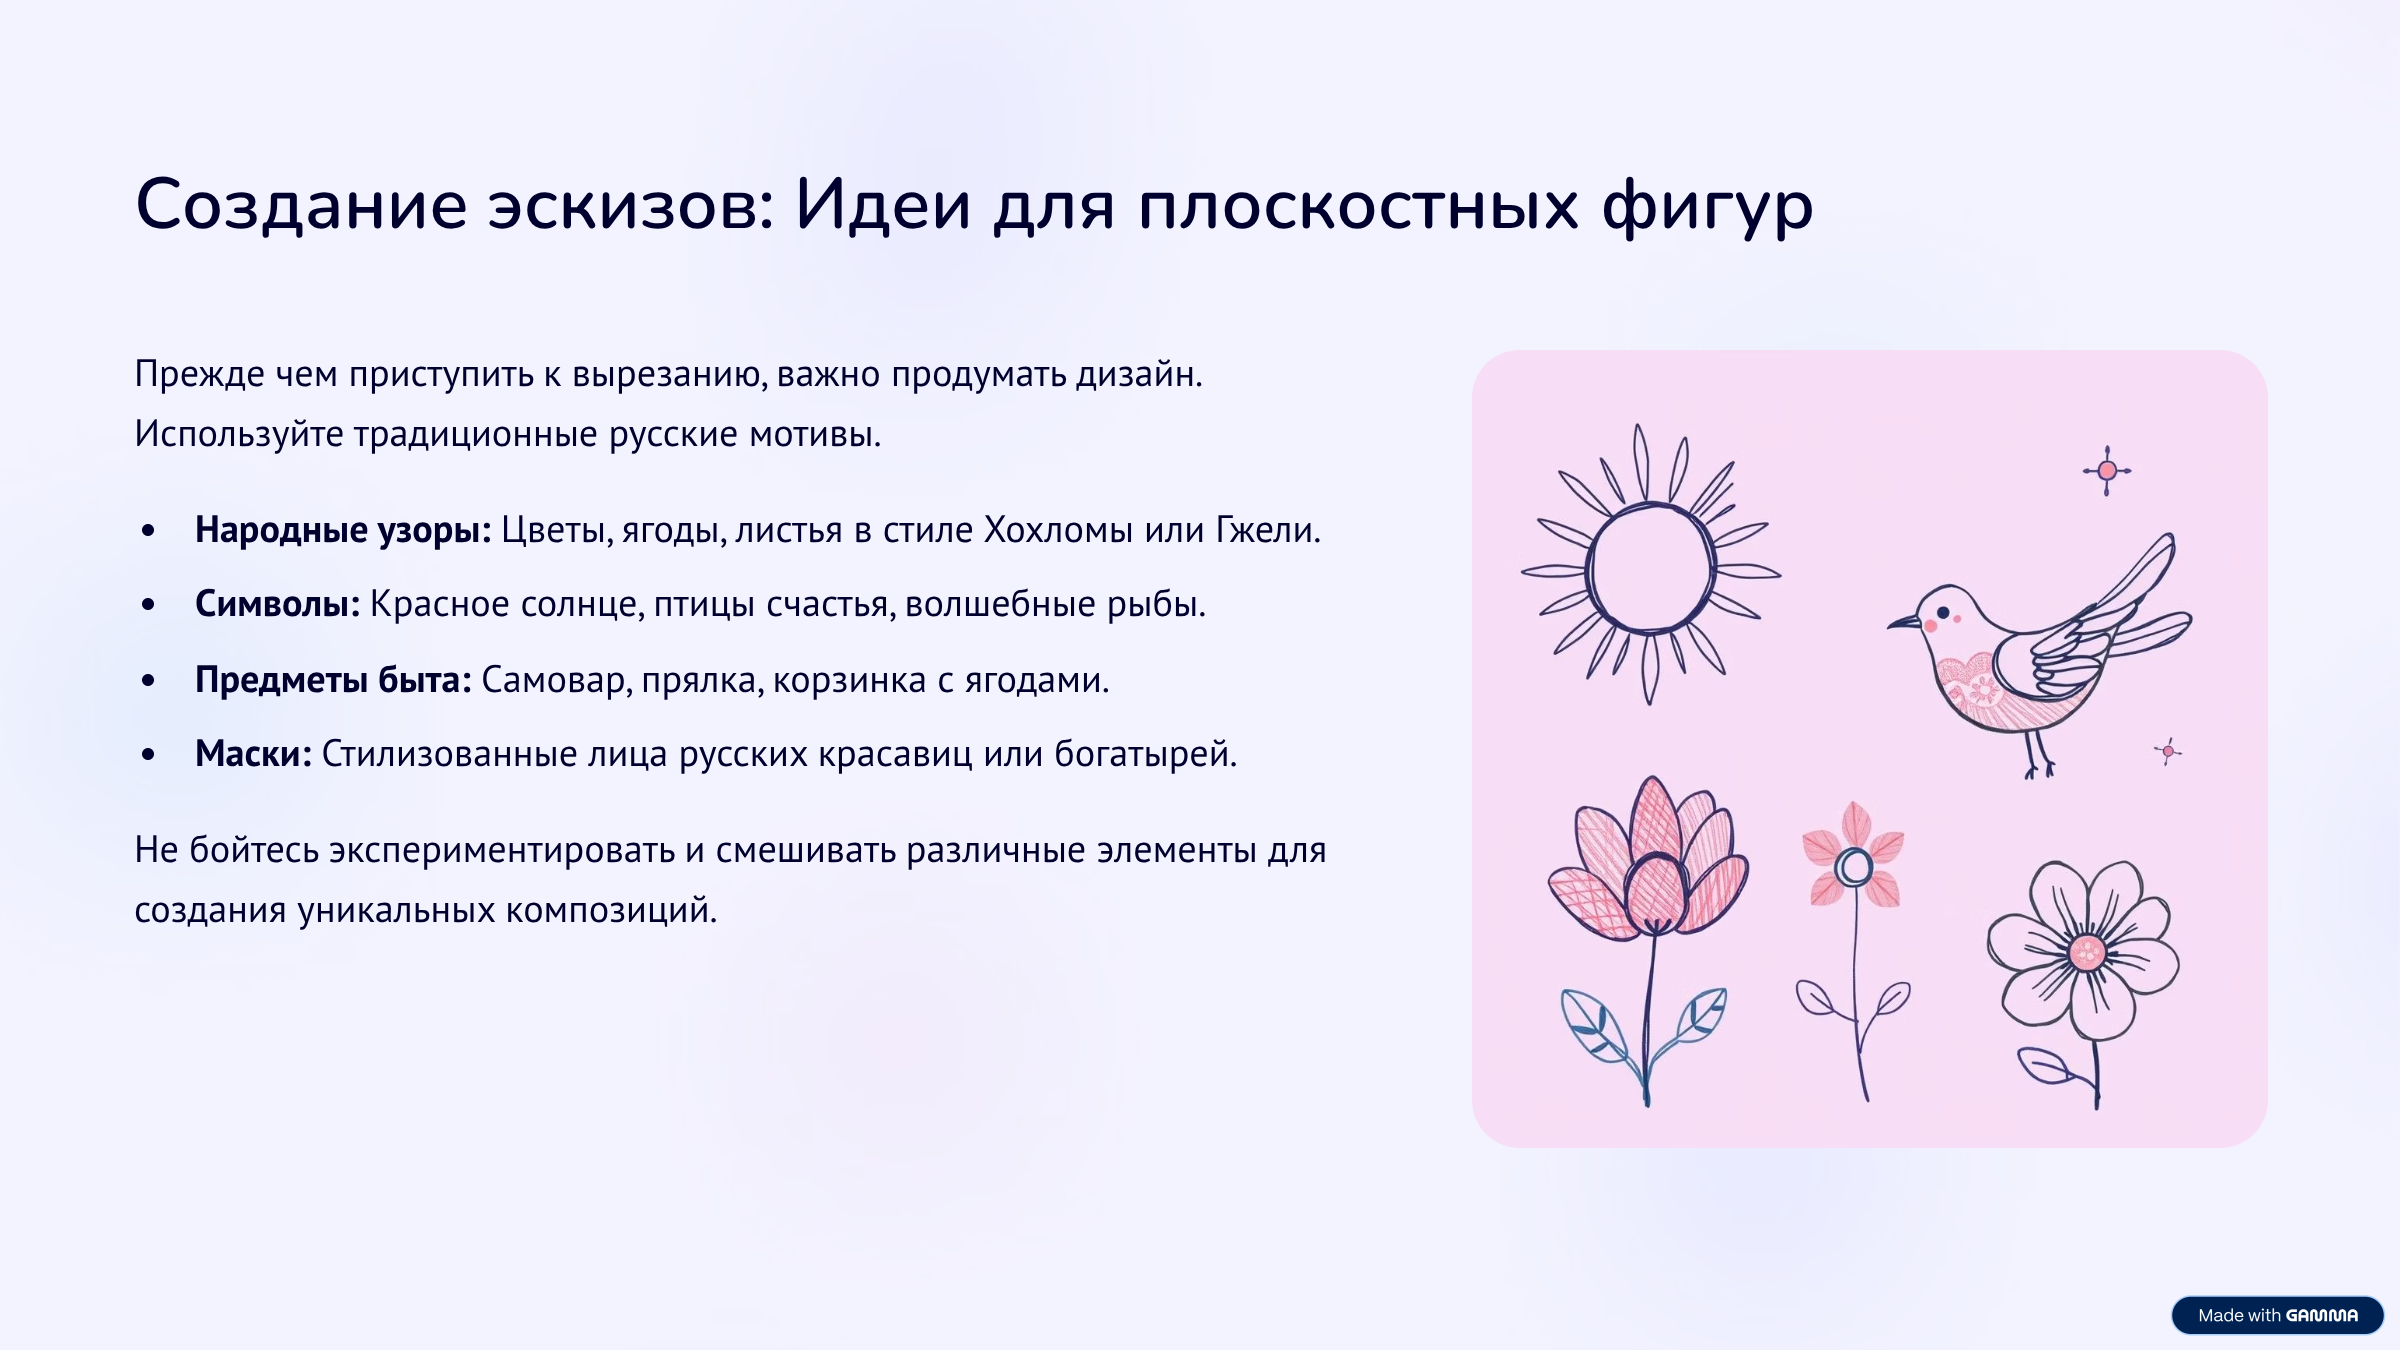 Создание эскизов: Идеи для плоскостных фигур
Прежде чем приступить к вырезанию, важно продумать дизайн.
Используйте традиционные русские мотивы.
• Народные узоры: Цветы, ягоды, листья в стиле Хохломы или Гжели.
• Символы: Красное солнце, птицы счастья, волшебные рыбы.
• Предметы быта: Самовар, прялка, корзинка с ягодами.
• Маски: Стилизованные лица русских красавиц или богатырей.
Не бойтесь экспериментировать и смешивать различные элементы для
создания уникальных композиций.
Made with GAMMA